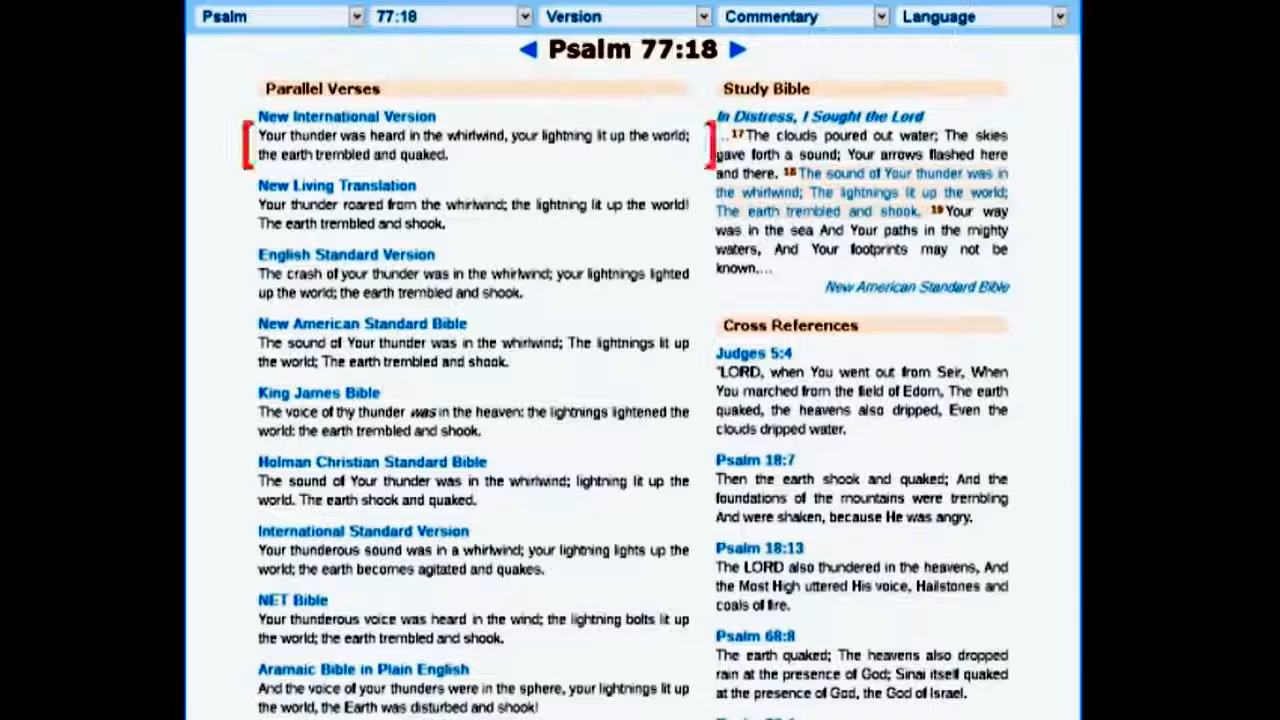 Psalm 77:18 Version Commentary Language
Psalm 77:18
Parallel Verses
New International Version
Your thunder was heard in the whirlwind, your lightning lit up the world;
the earth trembled and quaked.
New Living Translation
Your thunder roared from the whirlwind; the lightning lit up the world!
The earth trembled and shook.
English Standard Version
The crash of your thunder was in the whirlwind; your lightnings lighted
up the world; the earth trembled and shook.
New American Standard Bible
The sound of Your thunder was in the whirlwind; The lightnings lit up
the world; The earth trembled and shook.
King James Bible
The voice of thy thunder was in the heaven: the lightnings lightened the
world: the earth trembled and shook.
Holman Christian Standard Bible
The sound of Your thunder was in the whirlwind; lightning lit up the
world. The earth shook and quaked.
International Standard Version
Your thunderous sound was in a whirlwind; your lightning lights up the
world; the earth becomes agitated and quakes.
NET Bible
Your thunderous voice was heard in the wind; the lightning bolts lit up
the world; the earth trembled and shook.
Aramaic Bible in Plain English
And the voice of your thunders were in the sphere, your lightnings lit up
the world, the Earth was disturbed and shook!
Study Bible
In Distress, I Sought the Lord
…17The clouds poured out water; The skies
gave forth a sound; Your arrows flashed here
and there. 18The sound of Your thunder was in
the whirlwind; The lightnings lit up the world;
The earth trembled and shook. 19Your way
was in the sea And Your paths in the mighty
waters, And Your footprints may not be
known.…
New American Standard Bible
Cross References
Judges 5:4
"LORD, when You went out from Seir, When
You marched from the field of Edom, The earth
quaked, the heavens also dripped, Even the
clouds dripped water.
Psalm 18:7
Then the earth shook and quaked; And the
foundations of the mountains were trembling
And were shaken, because He was angry.
Psalm 18:13
The LORD also thundered in the heavens, And
the Most High uttered His voice, Hailstones and
coals of fire.
Psalm 68:8
The earth quaked; The heavens also dropped
rain at the presence of God; Sinai itself quaked
at the presence of God, the God of Israel.